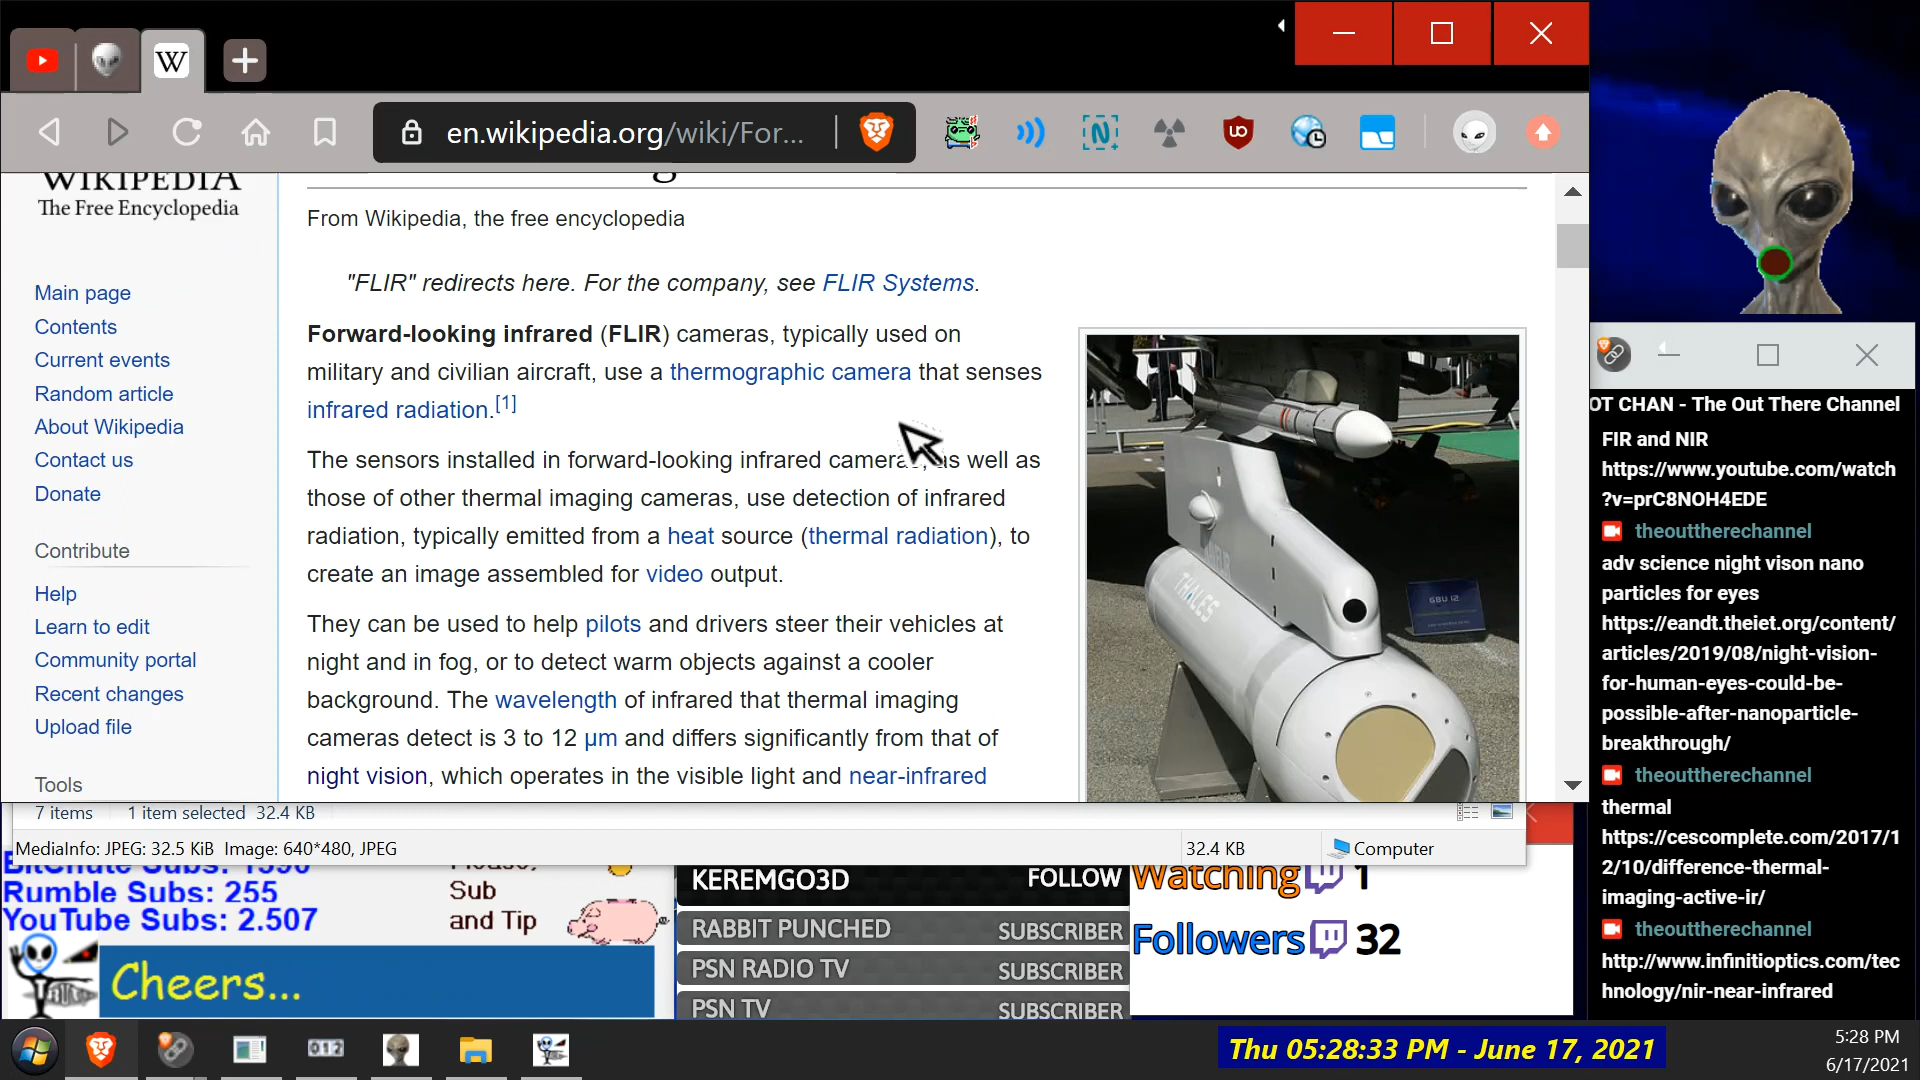 en.wikipedia.org/wiki/For...
WIKIPEDIA
The Free Encyclopedia
Main page
Contents
Current events
Random article
About Wikipedia
Contact us
Donate
Contribute
Help
Learn to edit
Community portal
Recent changes
Upload file
Tools
From Wikipedia, the free encyclopedia
"FLIR" redirects here. For the company, see FLIR Systems.
Forward-looking infrared (FLIR) cameras, typically used on
military and civilian aircraft, use a thermographic camera that senses
infrared radiation.[1]
The sensors installed in forward-looking infrared cameras, as well as
those of other thermal imaging cameras, use detection of infrared
radiation, typically emitted from a heat source (thermal radiation), to
create an image assembled for video output.
They can be used to help pilots and drivers steer their vehicles at
night and in fog, or to detect warm objects against a cooler
background. The wavelength of infrared that thermal imaging
cameras detect is 3 to 12 μm and differs significantly from that of
night vision, which operates in the visible light and near-infrared
THALES
GBU 12
OT CHAN - The Out There Channel
FIR and NIR
https://www.youtube.com/watch
?v=prC8NOH4EDE
theouttherechannel
adv science night vison nano
particles for eyes
https://eandt.theiet.org/content/
articles/2019/08/night-vision-
for-human-eyes-could-be-
possible-after-nanoparticle-
breakthrough/
theouttherechannel
thermal
https://cescomplete.com/2017/1
2/10/difference-thermal-
imaging-active-ir/
theouttherechannel
http://www.infinitioptics.com/tec
hnology/nir-near-infrared
7 items 1 item selected 32.4 KB
MediaInfo: JPEG: 32.5 KiB Image: 640*480, JPEG
32.4 KB
Computer
BitChute Subs: 1390
Rumble Subs: 255
YouTube Subs: 2.507
Sub
and Tip
Cheers...
KEREMGO3D FOLLOW
RABBIT PUNCHED SUBSCRIBER
PSN RADIO TV SUBSCRIBER
PSN TV SUBSCRIBER
Watching 1
Followers 32
012
Thu 05:28:33 PM - June 17, 2021
5:28 PM
6/17/2021